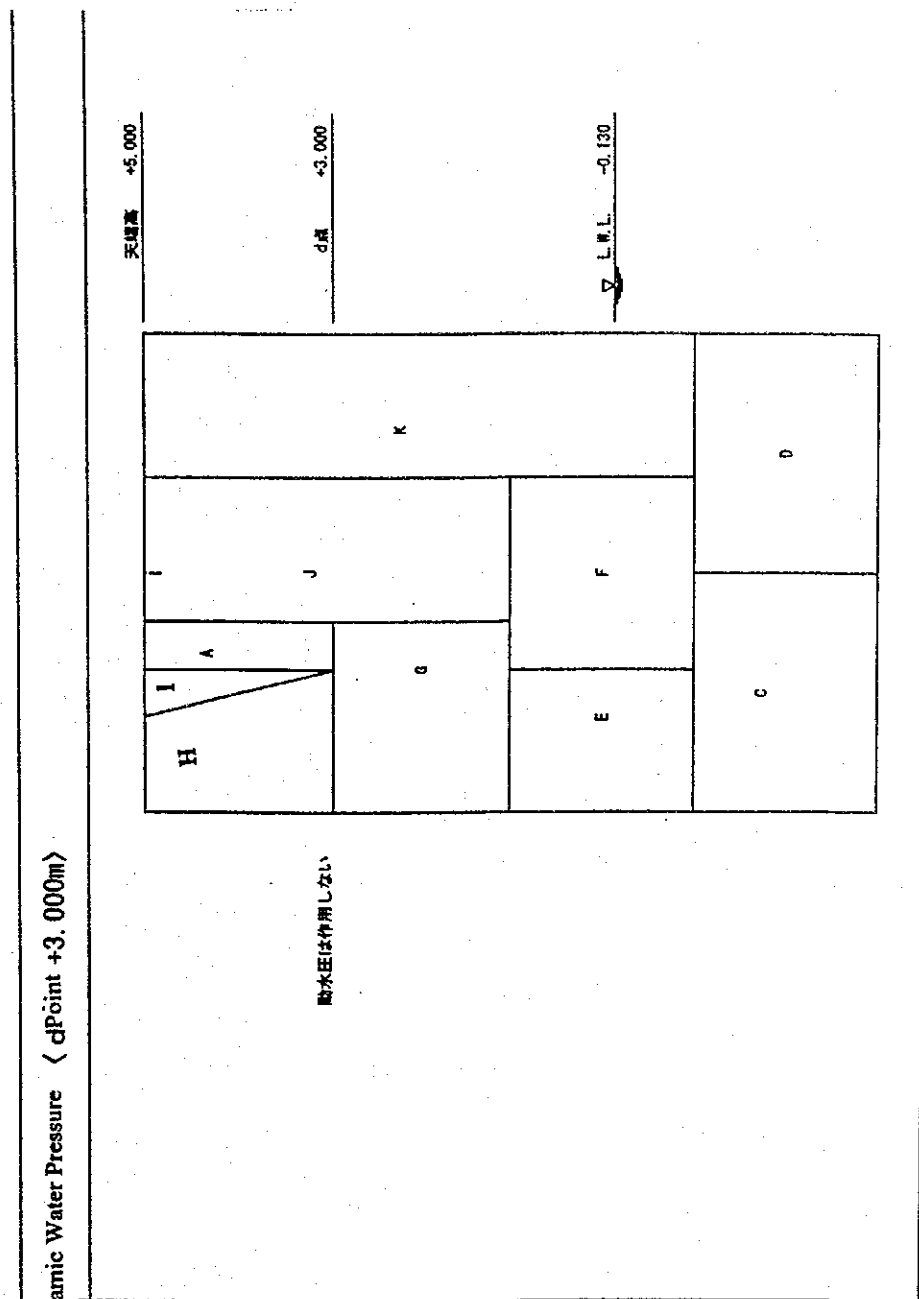 amic Water Pressure 〈 dPoint +3. 000m〉
天端高 +5.000
d点 +3.000
L.W.L. -0.130
動水圧は作用しない
H
1
A
I
J
K
G
E
F
C
D